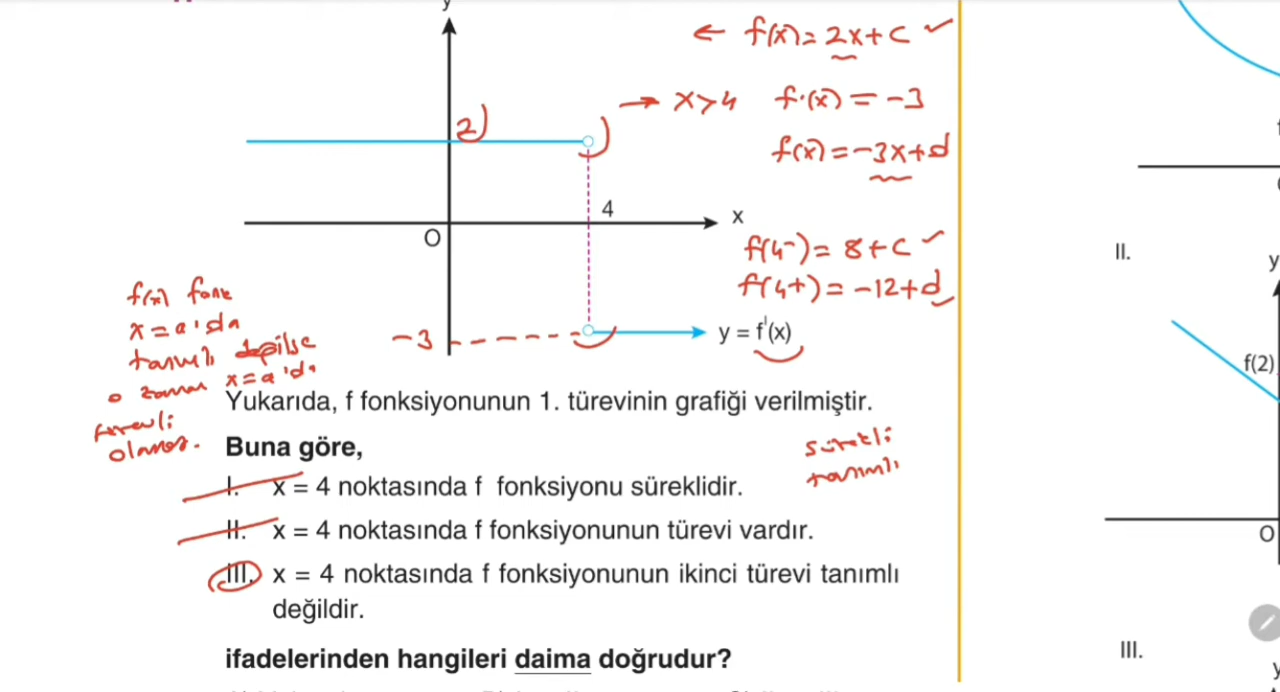 y
← f(x) = 2x+c ✓
2)
→ x>4 f'(x) = -3
f(x) = -3x+d
4
x
O
f(4-) = 8+c ✓
f(4+) = -12+d
-3
y = f'(x)
f(x) fonk
x=a'da
tanımlı değilse
o zaman x=a'da
türevli
olamaz.
Yukarıda, f fonksiyonunun 1. türevinin grafiği verilmiştir.
Buna göre,
sürekli
tanımlı
I. x = 4 noktasında f fonksiyonu süreklidir.
II. x = 4 noktasında f fonksiyonunun türevi vardır.
III. x = 4 noktasında f fonksiyonunun ikinci türevi tanımlı
değildir.
ifadelerinden hangileri daima doğrudur?
II.
y
f(2)
O
III.
y